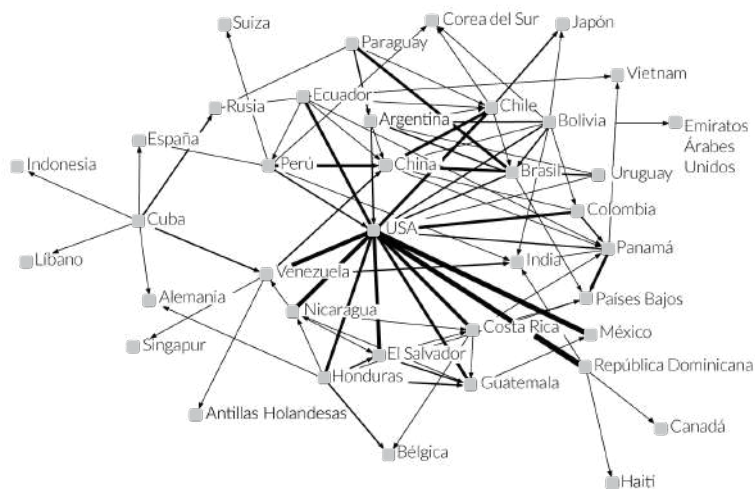 Suiza
Corea del Sur
Japón
Paraguay
Vietnam
Ecuador
Rusia
Chile
Argentina
Bolivia
Emiratos
Árabes
Unidos
España
Indonesia
Perú
China
Brasil
Uruguay
Cuba
Colombia
USA
Panamá
Líbano
Venezuela
India
Alemania
Nicaragua
Países Bajos
Costa Rica
México
Singapur
El Salvador
República Dominicana
Honduras
Guatemala
Antillas Holandesas
Canadá
Bélgica
Haití